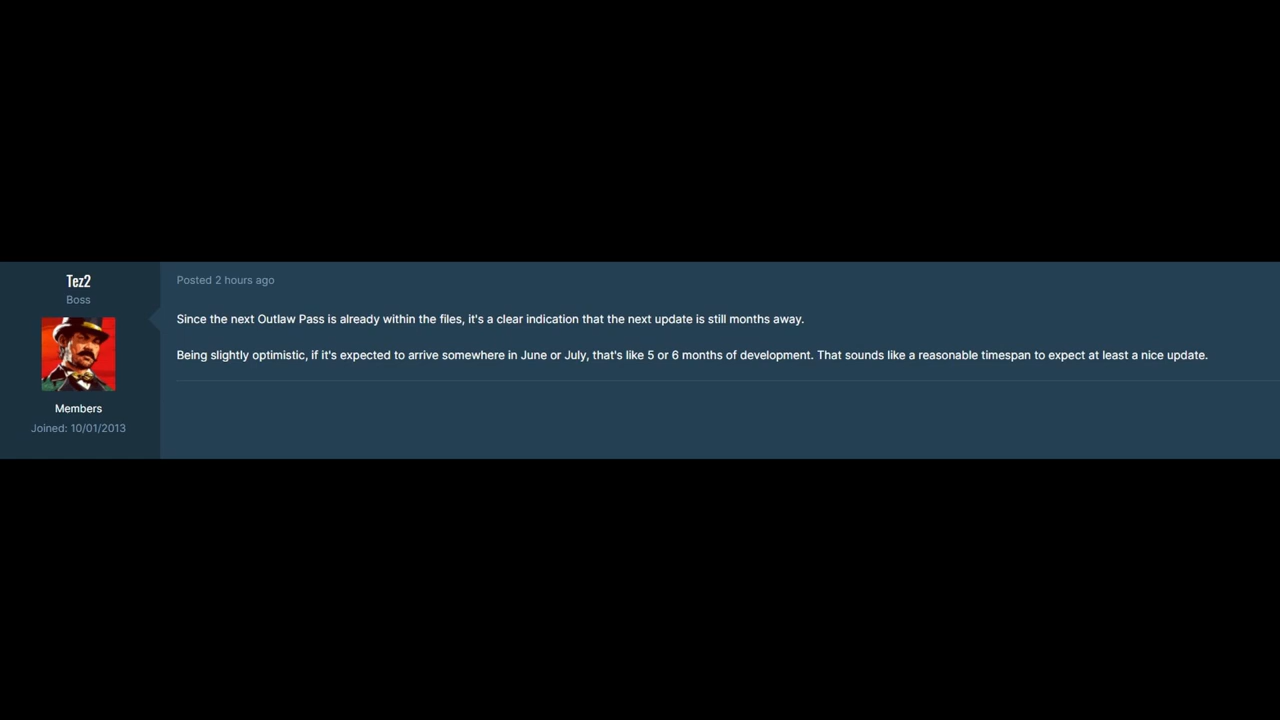 Tez2
Boss
Members
Joined: 10/01/2013
Posted 2 hours ago
Since the next Outlaw Pass is already within the files, it's a clear indication that the next update is still months away.
Being slightly optimistic, if it's expected to arrive somewhere in June or July, that's like 5 or 6 months of development. That sounds like a reasonable timespan to expect at least a nice update.